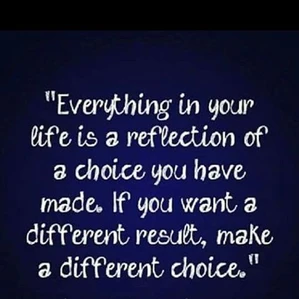 "Everything in your
life is a reflection of
a choice you have
made. If you want a
different result, make
a different choice."